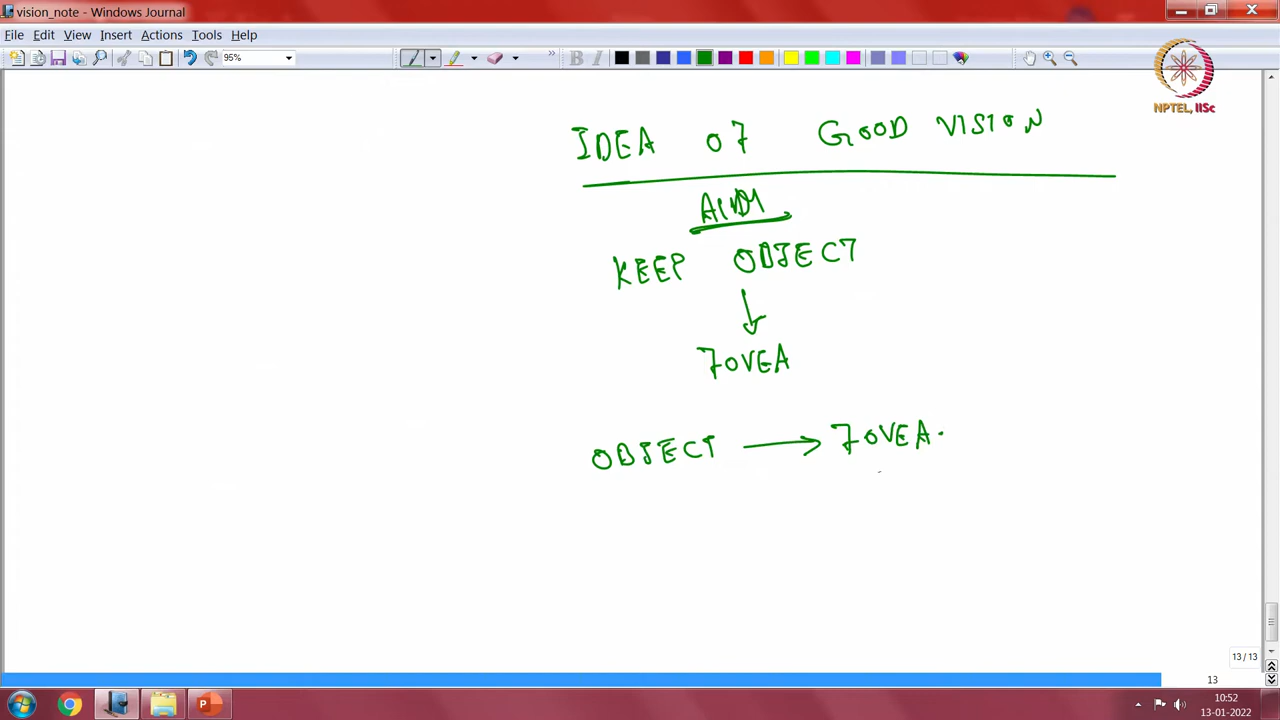 vision_note - Windows Journal
File Edit View Insert Actions Tools Help
95%
NPTEL, IISc
IDEA OF GOOD VISION
AIM
KEEP OBJECT
FOVEA
OBJECT → FOVEA.
13 / 13
13
10:52
13-01-2022